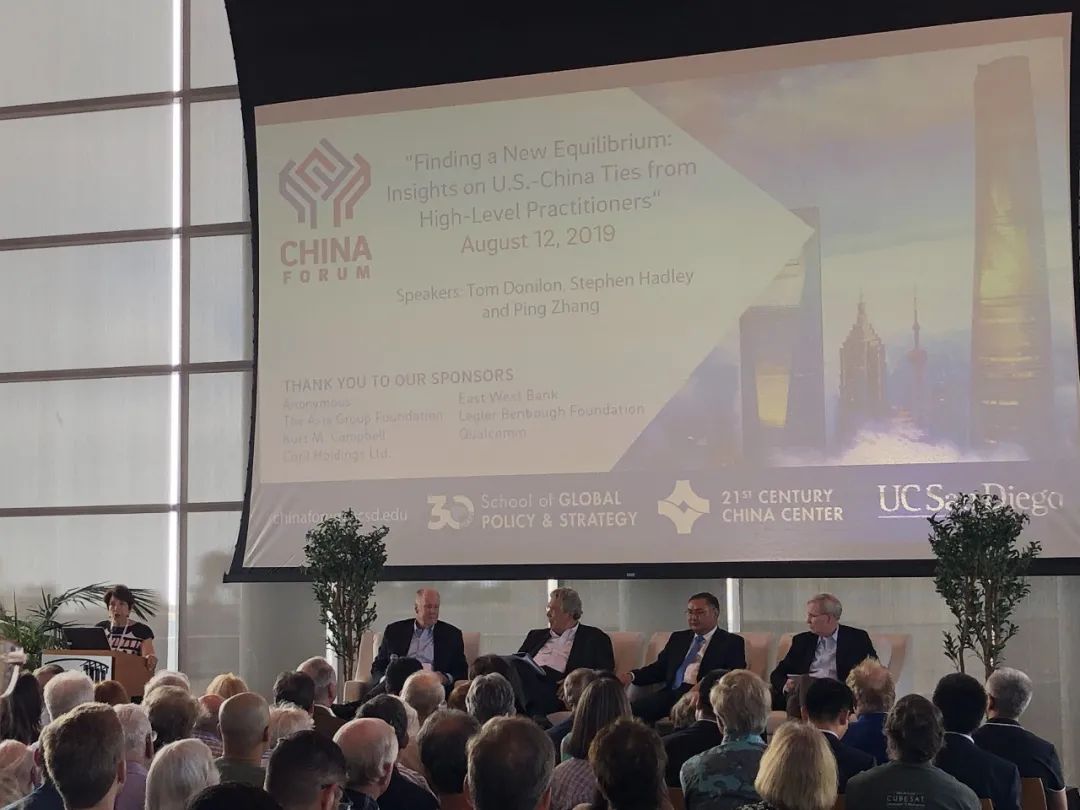 "Finding a New Equilibrium:
Insights on U.S.-China Ties from
High-Level Practitioners"
August 12, 2019
CHINA
FORUM
Speakers: Tom Donilon, Stephen Hadley
and Ping Zhang
THANK YOU TO OUR SPONSORS
Anonymous
The Asia Group Foundation
Kurt M. Campbell
Holdings Ltd.
East West Bank
Legler Benbough Foundation
Qualcomm
30 School of GLOBAL
POLICY & STRATEGY
21ST CENTURY
CHINA CENTER
UC San Diego
CUBESAT